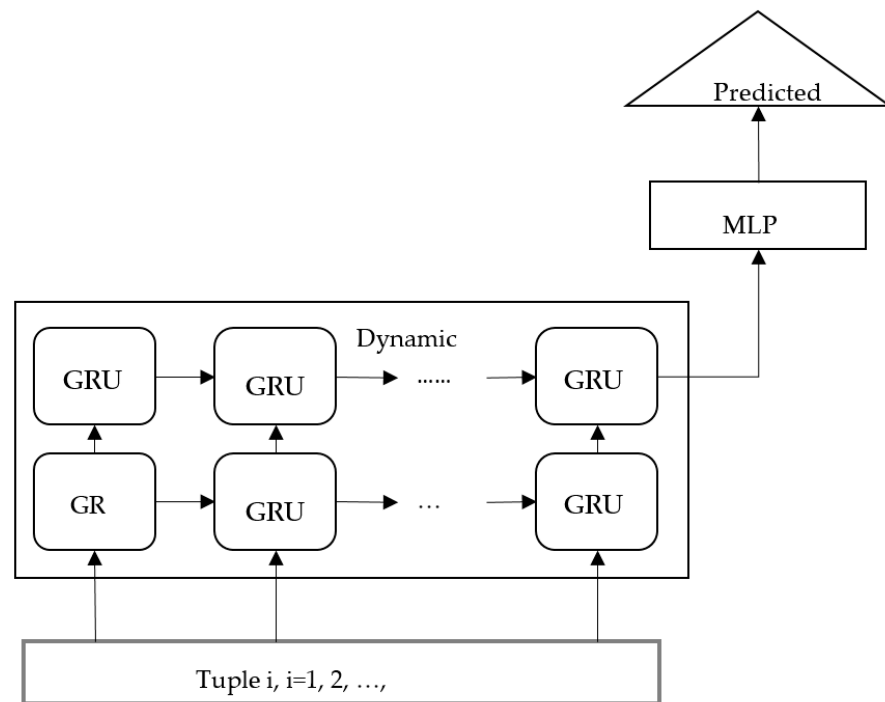 Predicted
MLP
Dynamic
GRU
GRU
......
GRU
GR
GRU
...
GRU
Tuple i, i=1, 2, ...,